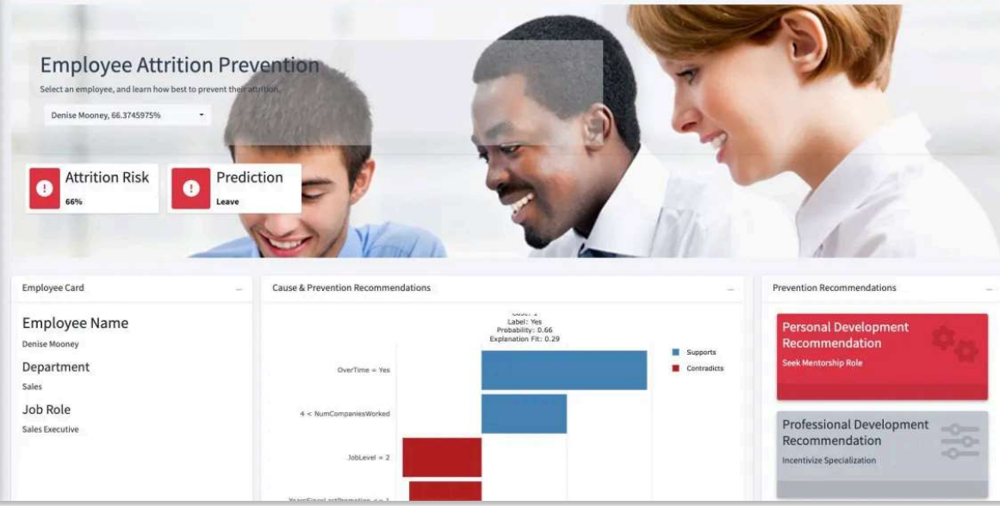 Employee Attrition Prevention
Select an employee, and learn how best to prevent their attrition.
Denise Mooney, 66.3745975%
Attrition Risk
66%
Prediction
Leave
Employee Card
Employee Name
Denise Mooney
Department
Sales
Job Role
Sales Executive
Cause & Prevention Recommendations
Label: Yes
Probability: 0.66
Explanation Fit: 0.29
Supports
Contradicts
OverTime = Yes
4 < NumCompaniesWorked
JobLevel = 2
Prevention Recommendations
Personal Development
Recommendation
Seek Mentorship Role
Professional Development
Recommendation
Incentivize Specialization